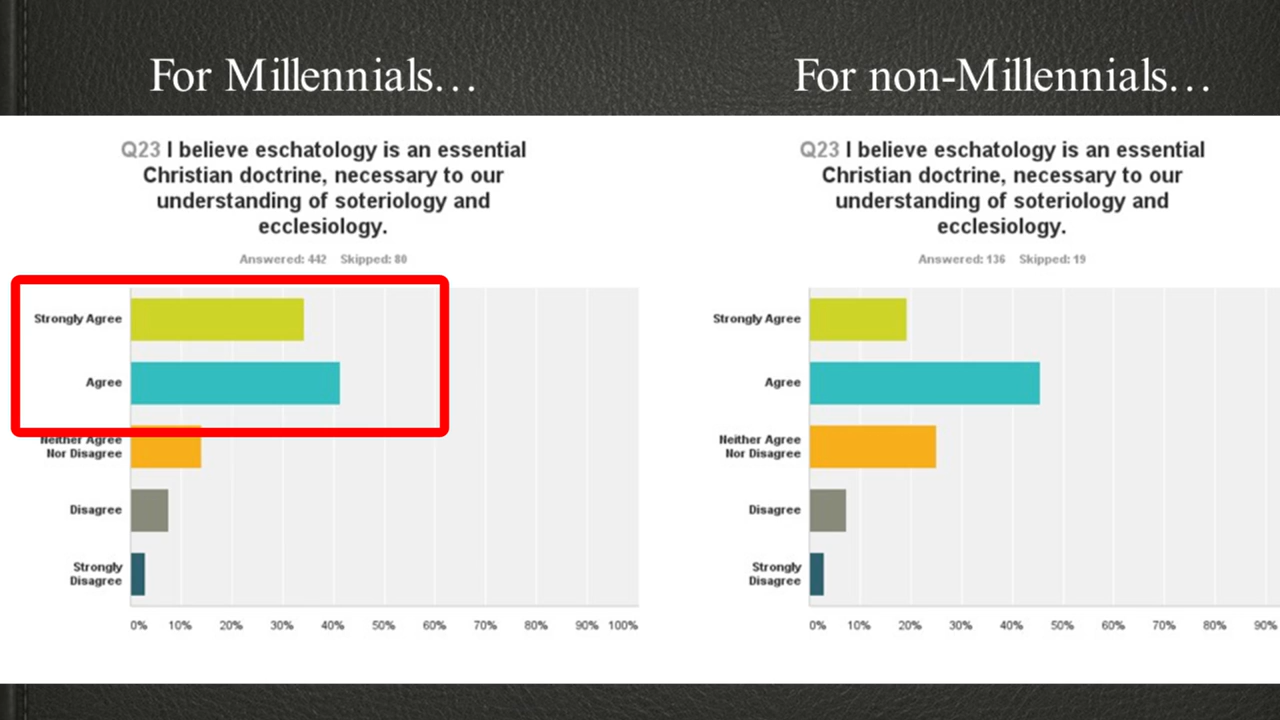 For Millennials…
For non-Millennials…
Q23 I believe eschatology is an essential
Christian doctrine, necessary to our
understanding of soteriology and
ecclesiology.
Answered: 442 Skipped: 80
Strongly Agree
Agree
Neither Agree
Nor Disagree
Disagree
Strongly
Disagree
0% 10% 20% 30% 40% 50% 60% 70% 80% 90% 100%
Q23 I believe eschatology is an essential
Christian doctrine, necessary to our
understanding of soteriology and
ecclesiology.
Answered: 136 Skipped: 19
Strongly Agree
Agree
Neither Agree
Nor Disagree
Disagree
Strongly
Disagree
0% 10% 20% 30% 40% 50% 60% 70% 80% 90%